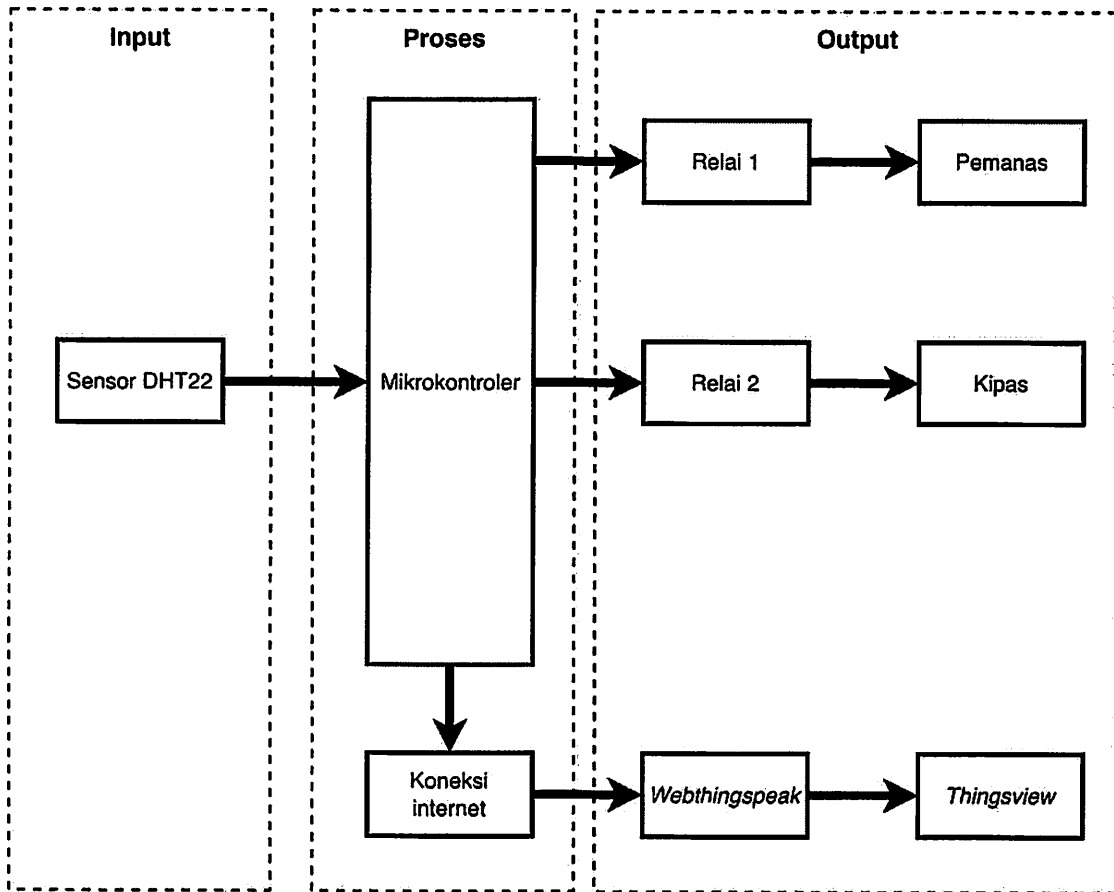 Input
Proses
Output
Relai 1
Pemanas
Sensor DHT22
Mikrokontroler
Relai 2
Kipas
Koneksi
internet
Webthingspeak
Thingsview